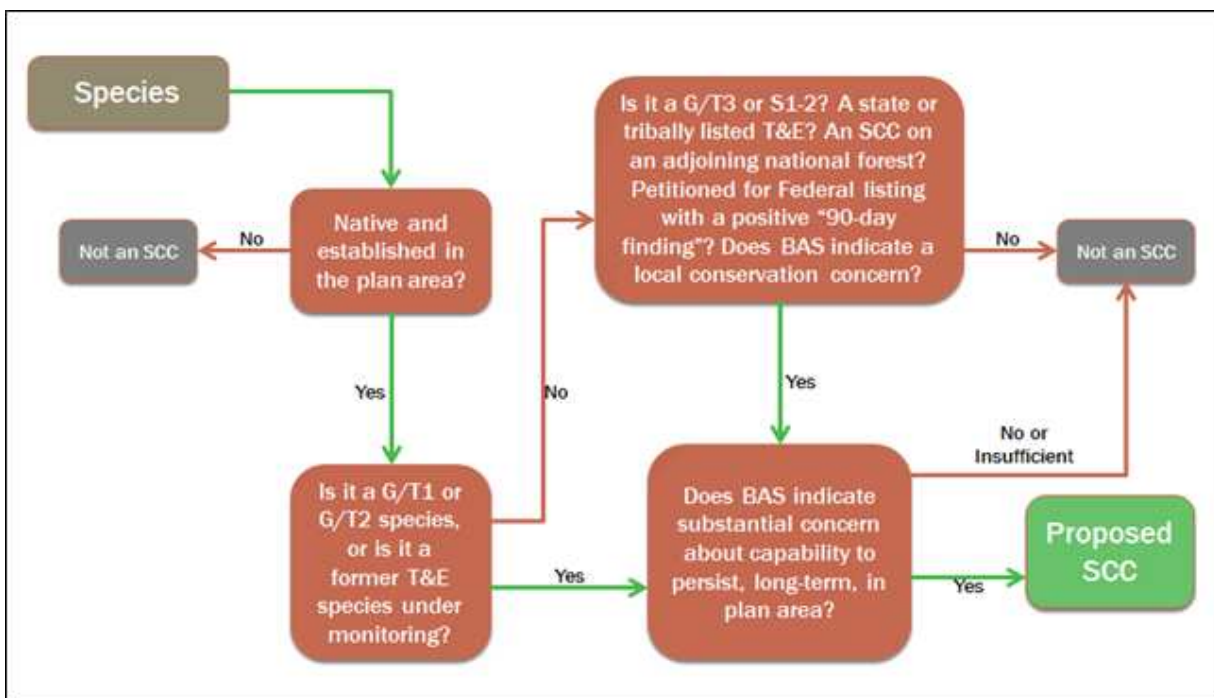 Species
Native and
established in
the plan area?
No
Not an SCC
Yes
Is it a G/T1 or
G/T2 species,
or is it a
former T&E
species under
monitoring?
No
Is it a G/T3 or S1-2? A state or
tribally listed T&E? An SCC on
an adjoining national forest?
Petitioned for Federal listing
with a positive “90-day
finding”? Does BAS indicate a
local conservation concern?
No
Not an SCC
Yes
Yes
Does BAS indicate
substantial concern
about capability to
persist, long-term, in
plan area?
No or
Insufficient
Yes
Proposed
SCC